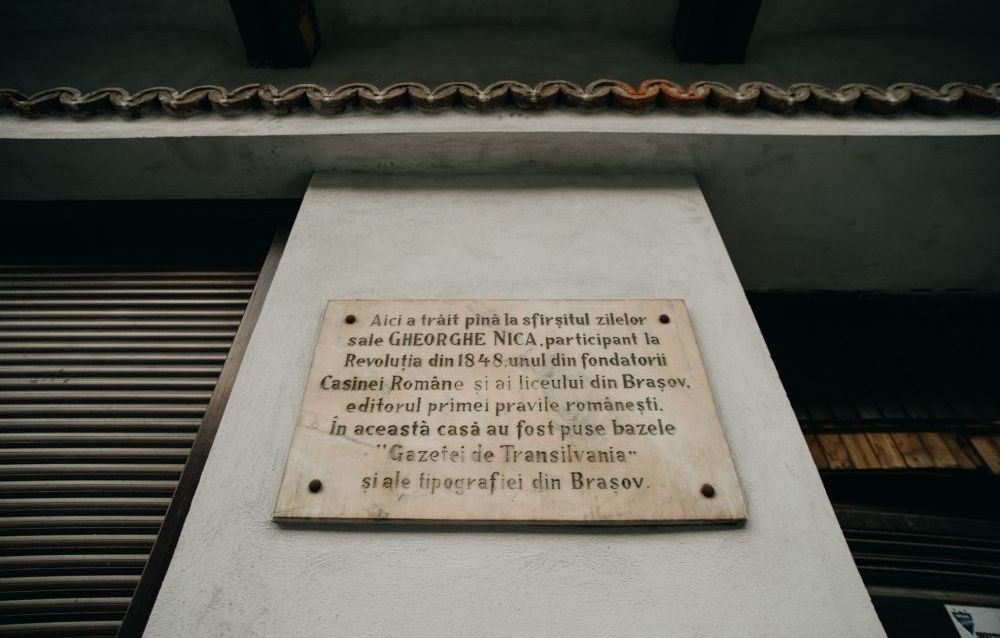 Aici a trăit pînă la sfîrșitul zilelor
sale GHEORGHE NICA, participant la
Revoluția din 1848, unul din fondatorii
Casinei Române și ai liceului din Brașov,
editorul primei pravile românești.
În această casă au fost puse bazele
"Gazetei de Transilvania"
și ale tipografiei din Brașov.